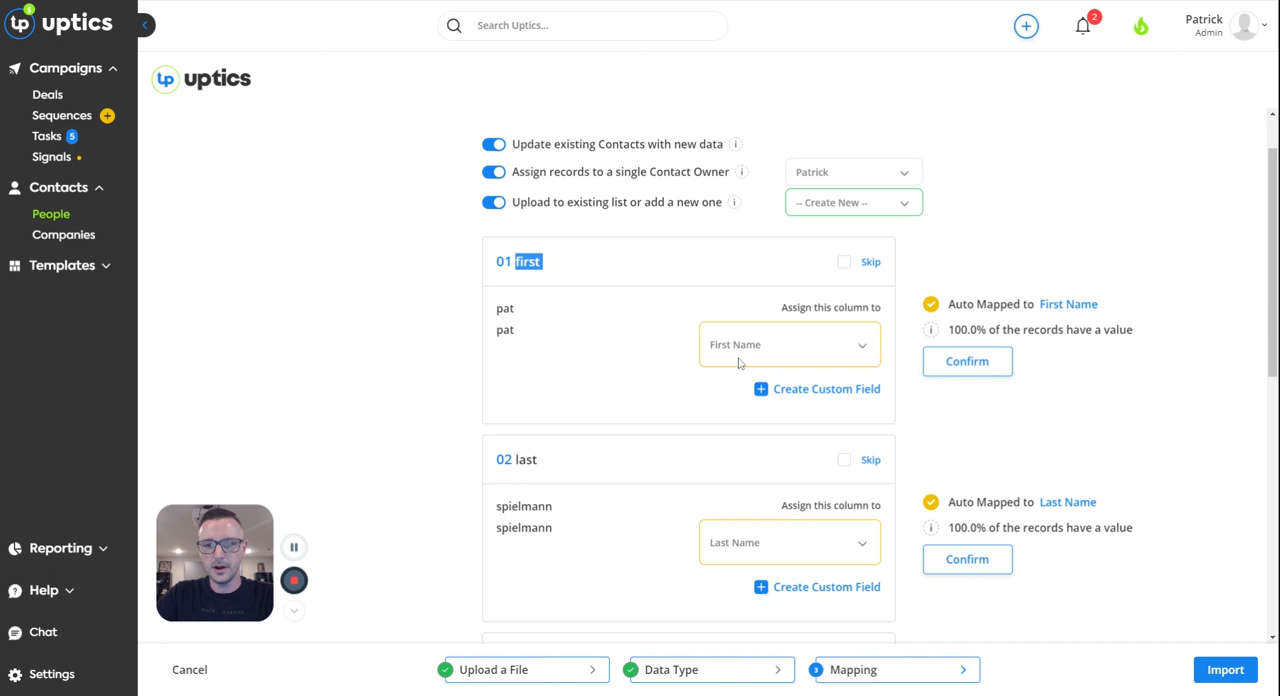 uptics
Search Uptics...
2
Patrick
Admin
Campaigns
Deals
Sequences
Tasks 5
Signals
Contacts
People
Companies
Templates
Reporting
Help
Chat
Settings
uptics
Update existing Contacts with new data
Assign records to a single Contact Owner
Patrick
Upload to existing list or add a new one
-- Create New --
01 first
Skip
pat
pat
Assign this column to
First Name
Create Custom Field
Auto Mapped to First Name
100.0% of the records have a value
Confirm
02 last
Skip
spielmann
spielmann
Assign this column to
Last Name
Create Custom Field
Auto Mapped to Last Name
100.0% of the records have a value
Confirm
Cancel
Upload a File
Data Type
3 Mapping
Import